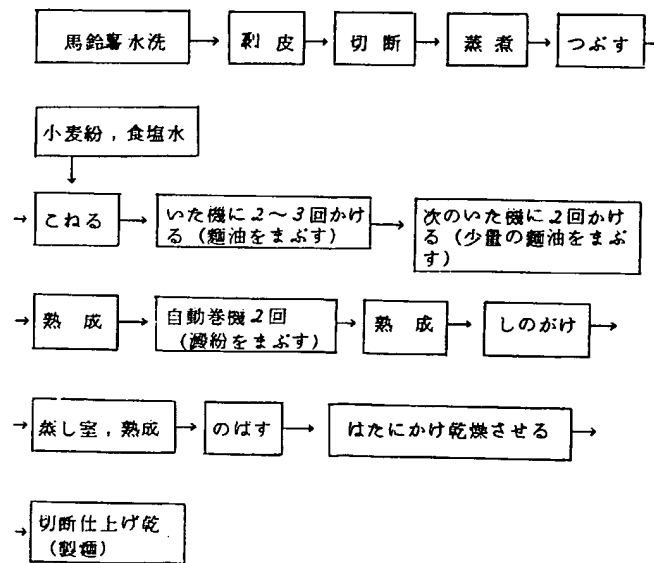 馬鈴薯水洗
剥皮
切断
蒸煮
つぶす
小麦粉，食塩水
こねる
いた機に2〜3回かけ
る（麺油をまぶす）
次のいた機に2回かけ
る（少量の麺油をまぶ
す）
熟成
自動巻機2回
（澱粉をまぶす）
熟成
しのがけ
蒸し室，熟成
のばす
はたにかけ乾燥させる
切断仕上げ乾
（製麺）